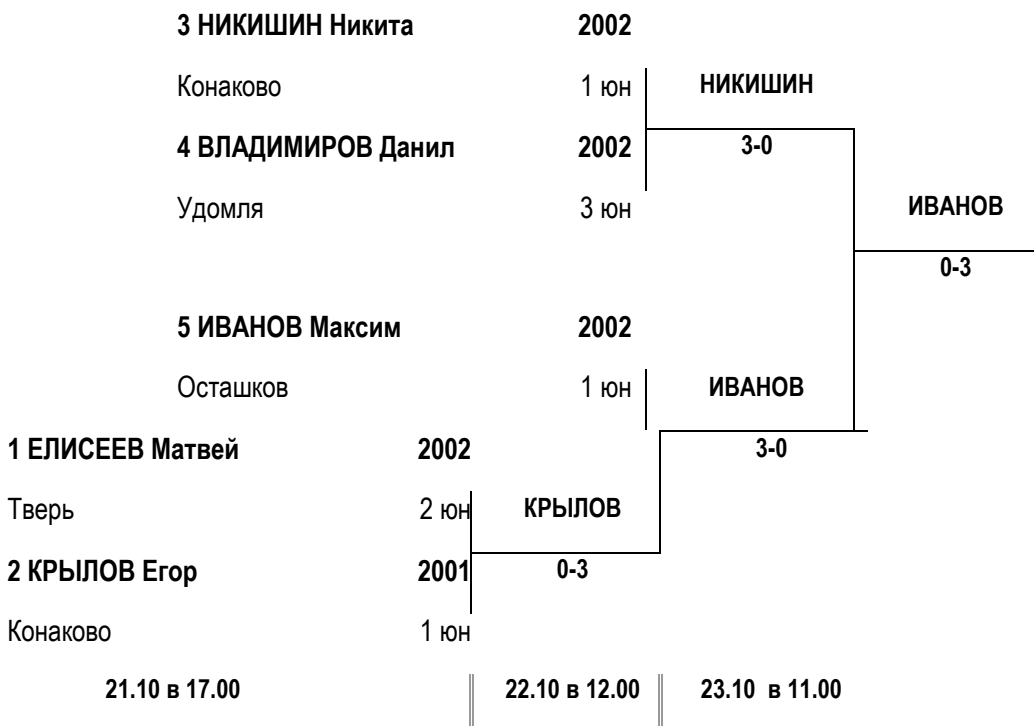 3 НИКИШИН Никита 2002
Конаково 1 юн НИКИШИН
4 ВЛАДИМИРОВ Данил 2002 3-0
Удомля 3 юн ИВАНОВ
0-3
5 ИВАНОВ Максим 2002
Осташков 1 юн ИВАНОВ
1 ЕЛИСЕЕВ Матвей 2002 3-0
Тверь 2 юн КРЫЛОВ
2 КРЫЛОВ Егор 2001 0-3
Конаково 1 юн
21.10 в 17.00 22.10 в 12.00 23.10 в 11.00